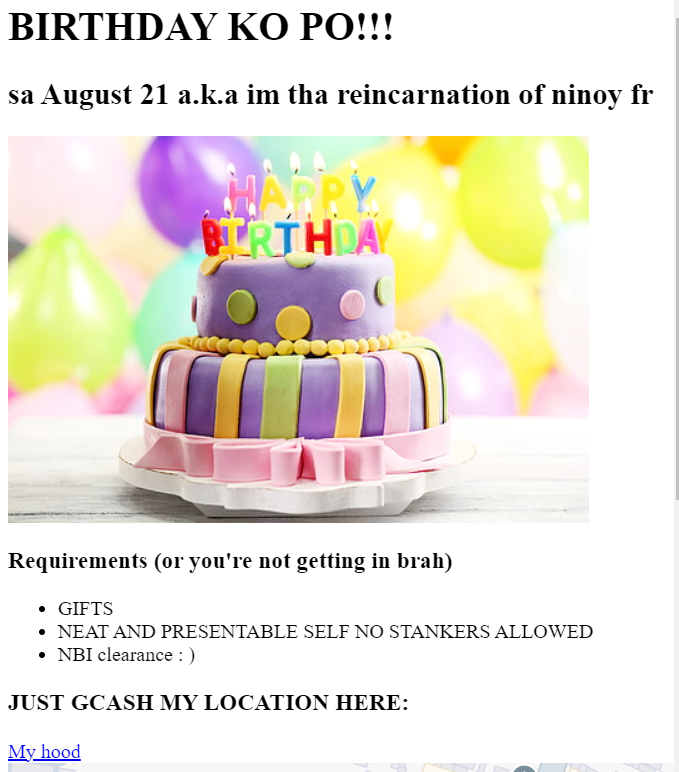 BIRTHDAY KO PO!!!
sa August 21 a.k.a im tha reincarnation of ninoy fr
HAPPY
BIRTHDAY
Requirements (or you're not getting in brah)
GIFTS
NEAT AND PRESENTABLE SELF NO STANKERS ALLOWED
NBI clearance : )
JUST GCASH MY LOCATION HERE:
My hood